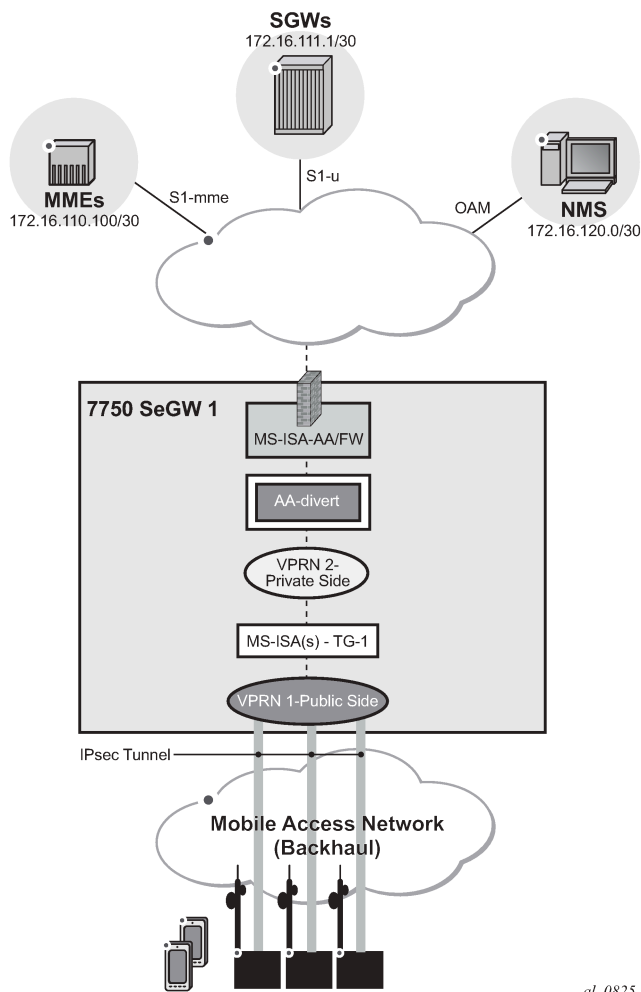 SGWs
172.16.111.1/30
MMEs
172.16.110.100/30
S1-mme
S1-u
OAM
NMS
172.16.120.0/30
7750 SeGW 1
MS-ISA-AA/FW
AA-divert
VPRN 2-
Private Side
MS-ISA(s) - TG-1
VPRN 1-Public Side
IPsec Tunnel
Mobile Access Network
(Backhaul)
al_0825